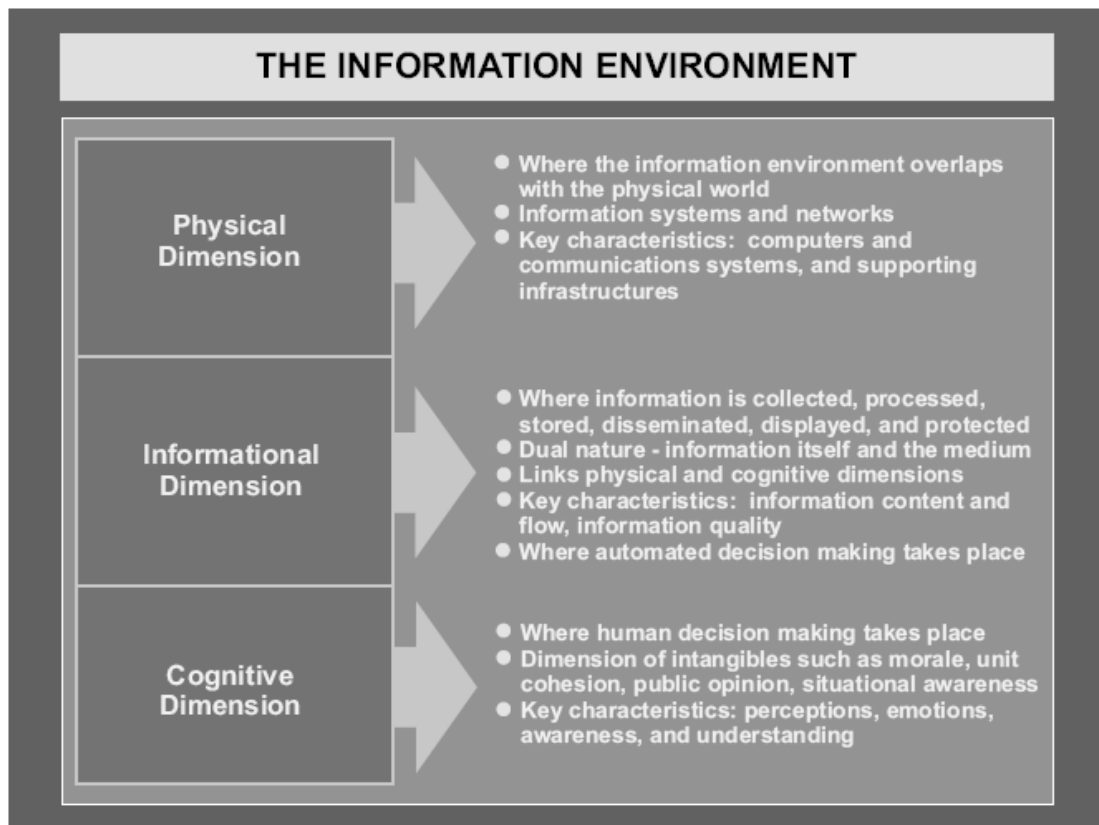 THE INFORMATION ENVIRONMENT
Physical
Dimension
● Where the information environment overlaps
with the physical world
● Information systems and networks
● Key characteristics: computers and
communications systems, and supporting
infrastructures
Informational
Dimension
● Where information is collected, processed,
stored, disseminated, displayed, and protected
● Dual nature - information itself and the medium
● Links physical and cognitive dimensions
● Key characteristics: information content and
flow, information quality
● Where automated decision making takes place
Cognitive
Dimension
● Where human decision making takes place
● Dimension of intangibles such as morale, unit
cohesion, public opinion, situational awareness
● Key characteristics: perceptions, emotions,
awareness, and understanding